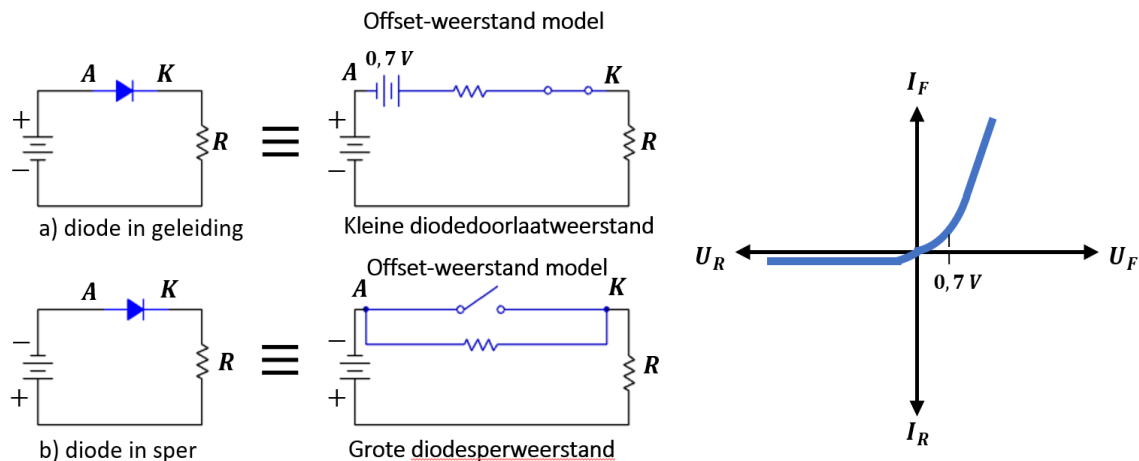 Offset-weerstand model
A K
+
−
R
≡
A 0,7 V K
+
−
R
a) diode in geleiding
Kleine diodedoorlaatweerstand
Offset-weerstand model
A K
−
+
R
≡
A K
−
+
R
b) diode in sper
Grote diodesperweerstand
I_F
U_R
U_F
0,7 V
I_R